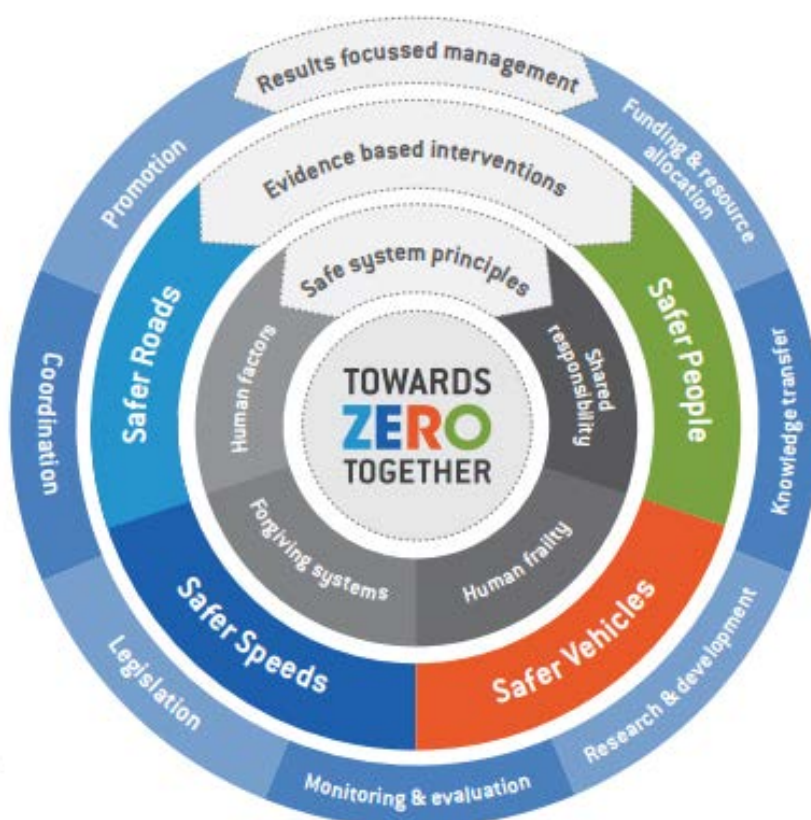 Results focussed management
Funding & resource
allocation
Knowledge transfer
Research & development
Monitoring & evaluation
Legislation
Coordination
Promotion
Evidence based interventions
Safer People
Safer Vehicles
Safer Speeds
Safer Roads
Safe system principles
Shared
responsibility
Human frailty
Forgiving systems
Human factors
TOWARDS
ZERO
TOGETHER